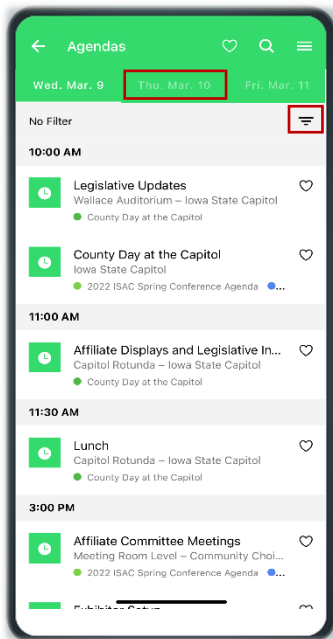 Agendas
Wed. Mar. 9
Thu. Mar. 10
Fri. Mar. 11
No Filter
10:00 AM
Legislative Updates
Wallace Auditorium – Iowa State Capitol
County Day at the Capitol
County Day at the Capitol
Iowa State Capitol
2022 ISAC Spring Conference Agenda ...
11:00 AM
Affiliate Displays and Legislative In...
Capitol Rotunda – Iowa State Capitol
County Day at the Capitol
11:30 AM
Lunch
Capitol Rotunda – Iowa State Capitol
County Day at the Capitol
3:00 PM
Affiliate Committee Meetings
Meeting Room Level – Community Choi...
2022 ISAC Spring Conference Agenda ...